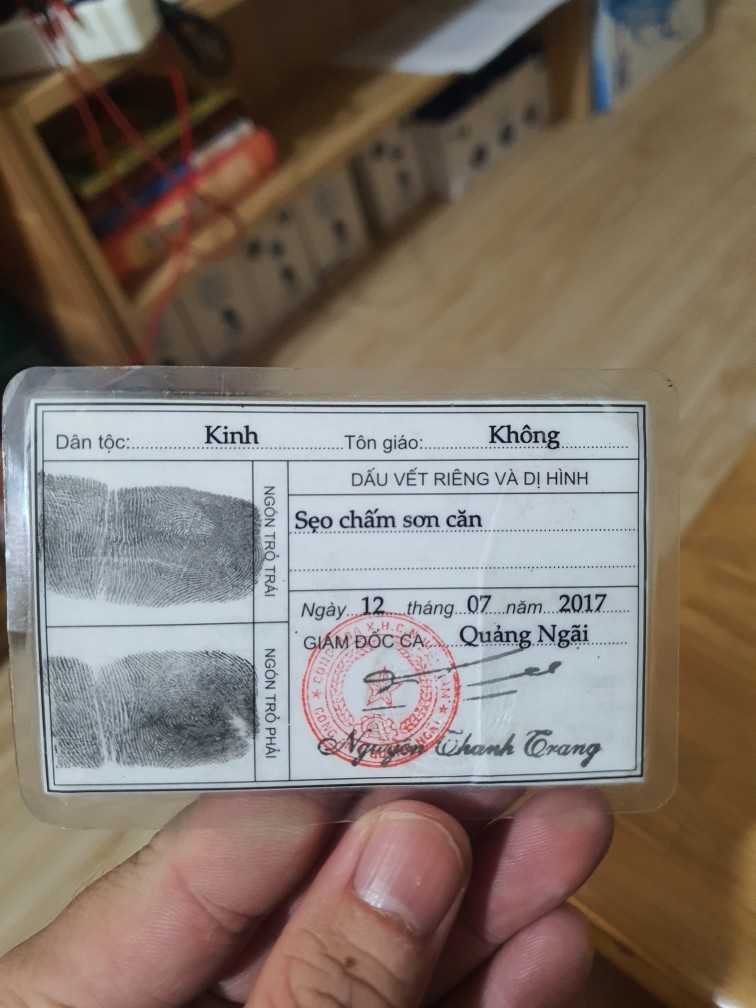 Dân tộc: Kinh Tôn giáo: Không
NGÓN TRỎ TRÁI
DẤU VẾT RIÊNG VÀ DỊ HÌNH
Sẹo chấm sơn căn
Ngày 12 tháng 07 năm 2017
GIÁM ĐỐC CA Quảng Ngãi
NGÓN TRỎ PHẢI
Nguyễn Thanh Trang